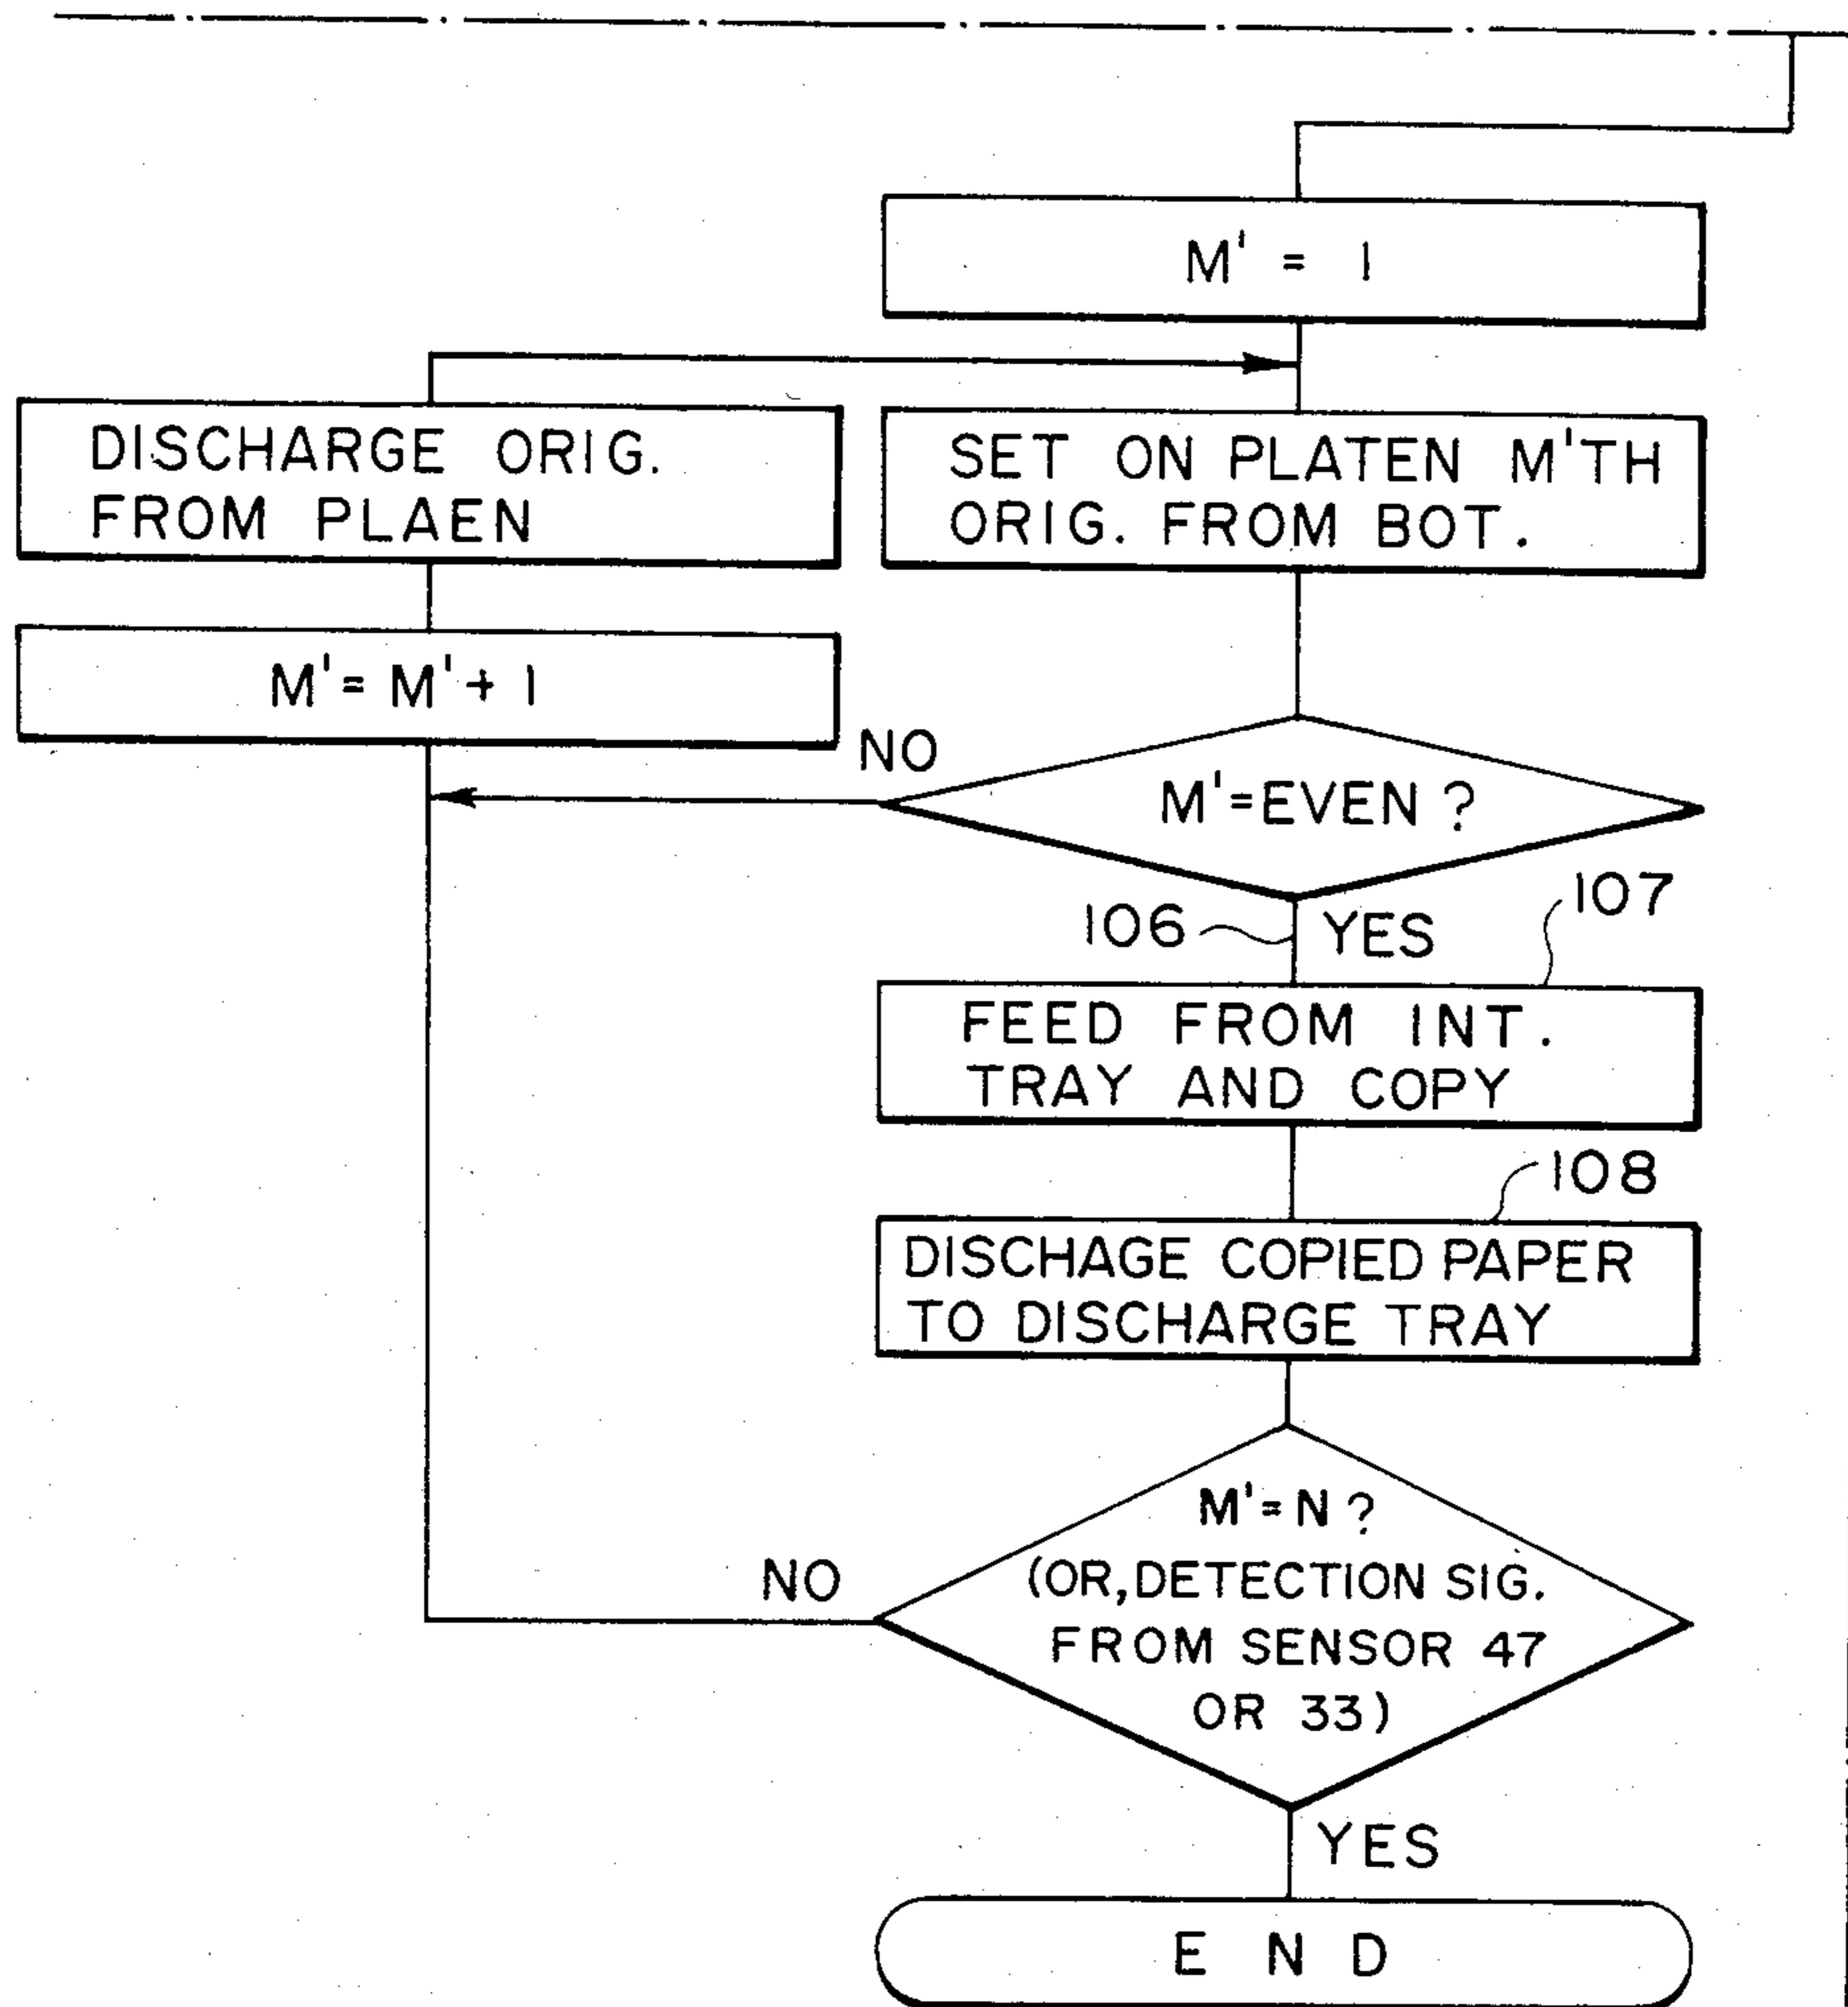 M' = 1
DISCHARGE ORIG.
FROM PLAEN
SET ON PLATEN M'TH
ORIG. FROM BOT.
M'= M'+ 1
NO
M'=EVEN ?
106
YES
107
FEED FROM INT.
TRAY AND COPY
108
DISCHAGE COPIED PAPER
TO DISCHARGE TRAY
M'= N ?
(OR, DETECTION SIG.
FROM SENSOR 47
OR 33)
NO
YES
END